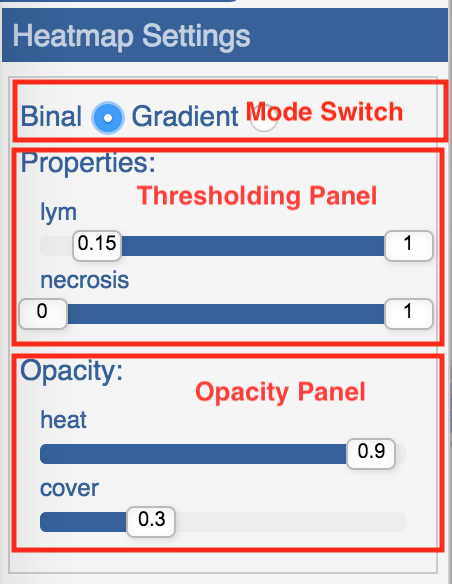 Heatmap Settings
Binal Gradient Mode Switch
Properties:
Thresholding Panel
lym
0.15 1
necrosis
0 1
Opacity:
Opacity Panel
heat
0.9
cover
0.3